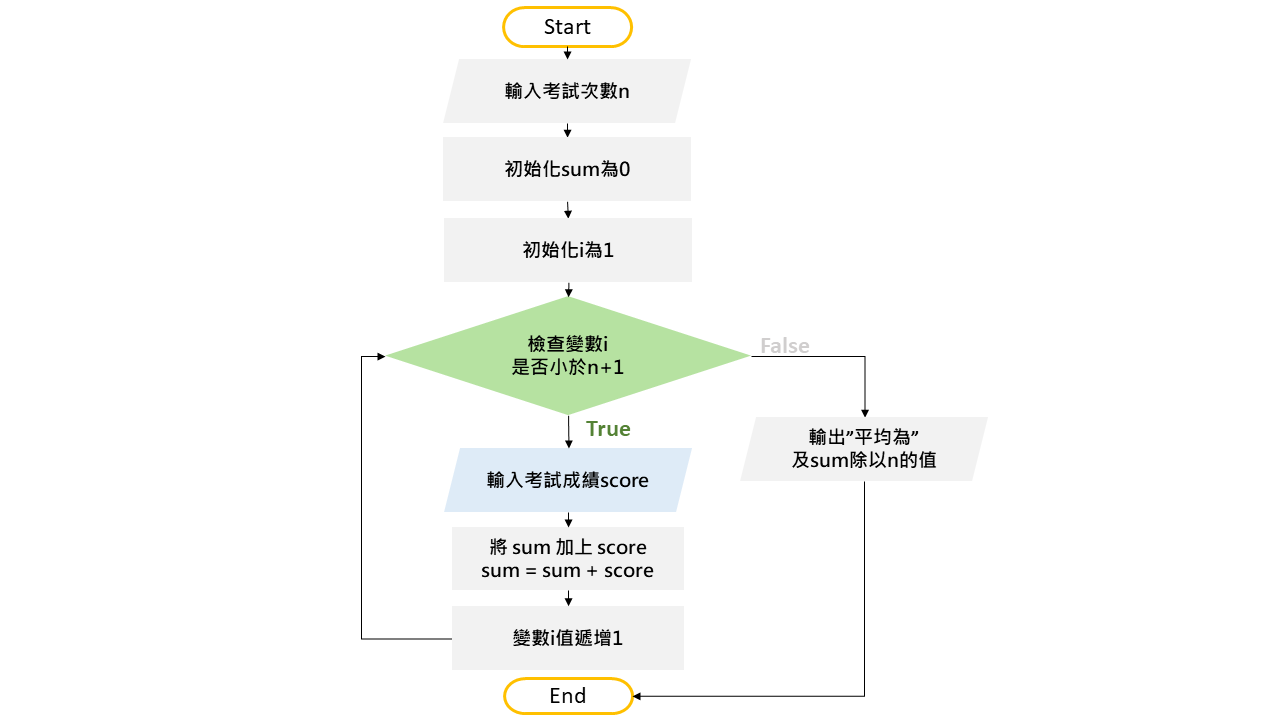 Start
輸入考試次數n
初始化sum為0
初始化i為1
檢查變數i
是否小於n+1
False
True
輸出”平均為”
及sum除以n的值
輸入考試成績score
將 sum 加上 score
sum = sum + score
變數i值遞增1
End